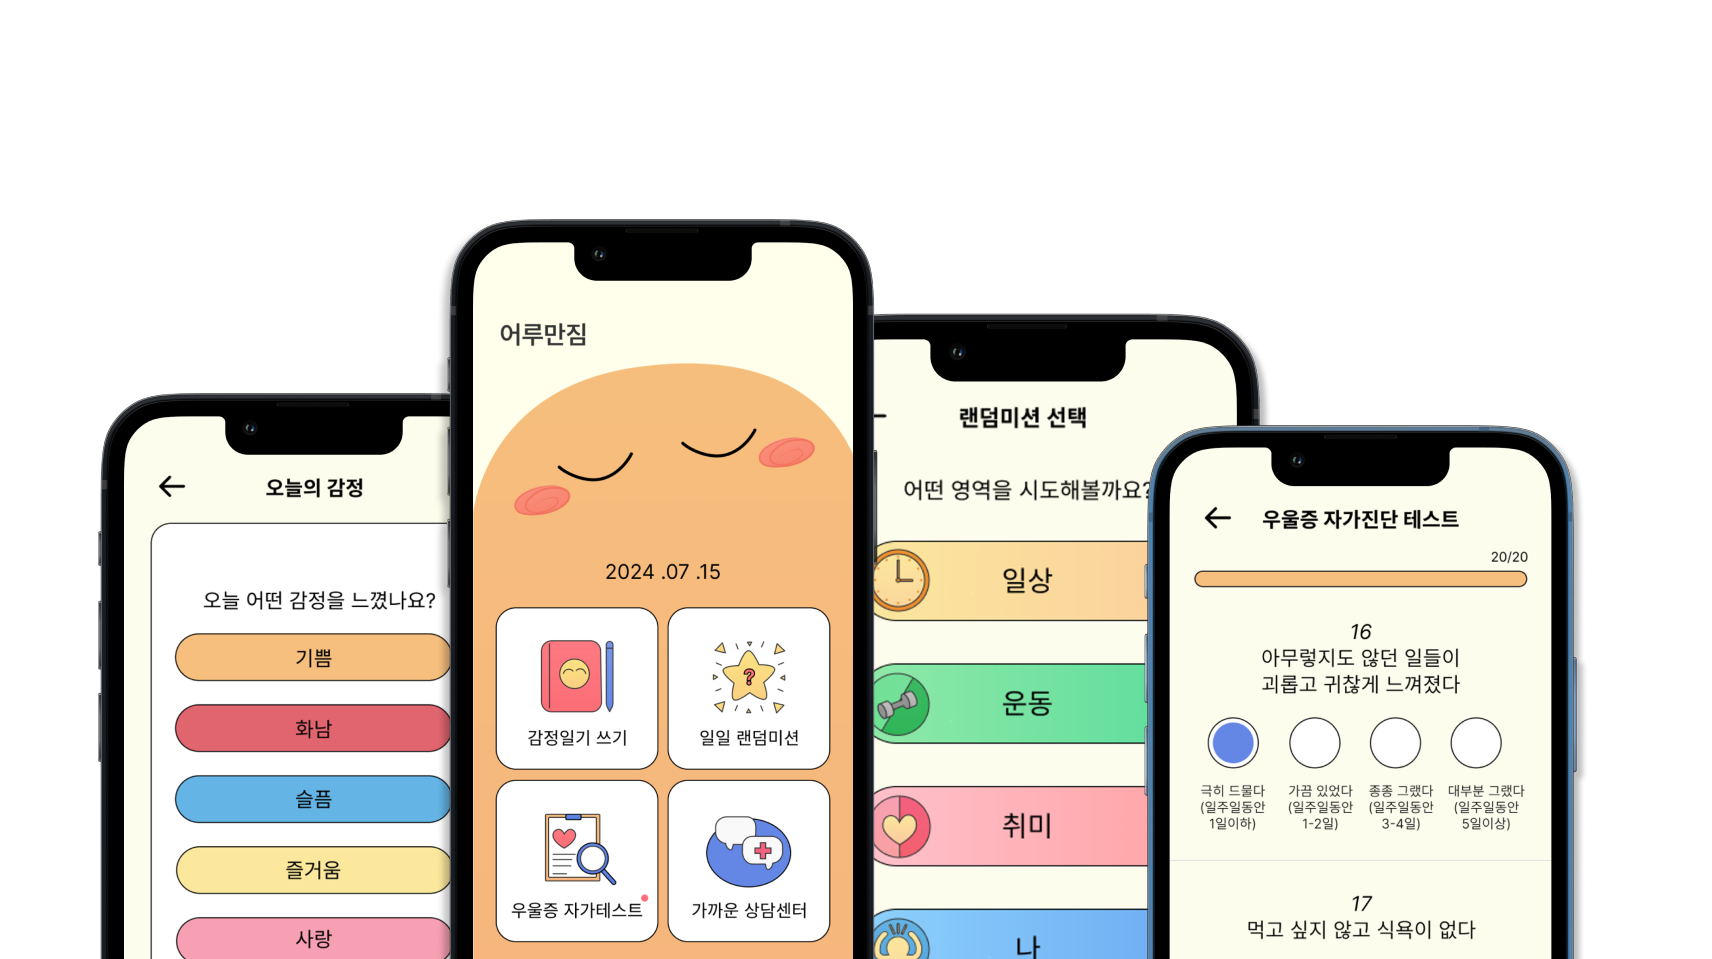 오늘의 감정
오늘 어떤 감정을 느꼈나요?
기쁨
화남
슬픔
즐거움
사랑
어루만짐
2024 .07 .15
감정일기 쓰기
?
일일 랜덤미션
우울증 자가테스트
가까운 상담센터
랜덤미션 선택
어떤 영역을 시도해볼까요?
일상
운동
취미
나
우울증 자가진단 테스트
20/20
16
아무렇지도 않던 일들이
괴롭고 귀찮게 느껴졌다
극히 드물다
(일주일동안
1일이하)
가끔 있었다
(일주일동안
1-2일)
종종 그랬다
(일주일동안
3-4일)
대부분 그랬다
(일주일동안
5일이상)
17
먹고 싶지 않고 식욕이 없다